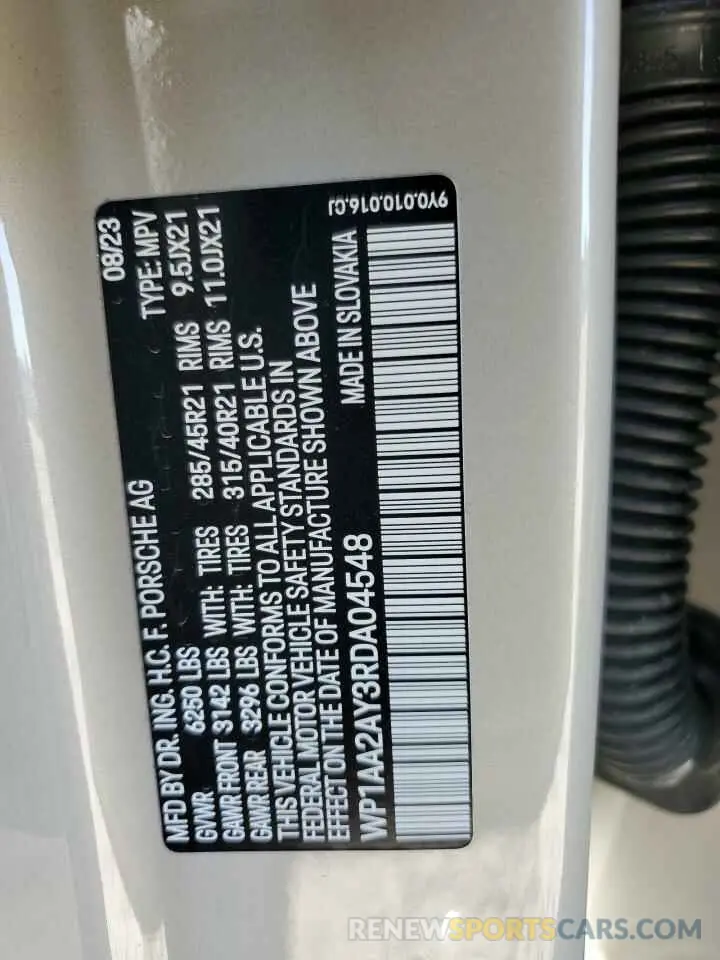 MFD BY DR. ING. H.C. F. PORSCHE AG 08/23
GVWR 6250 LBS TYPE: MPV
GAWR FRONT 3142 LBS WITH: TIRES 285/45R21 RIMS 9.5JX21
GAWR REAR 3296 LBS WITH: TIRES 315/40R21 RIMS 11.0JX21
THIS VEHICLE CONFORMS TO ALL APPLICABLE U.S.
FEDERAL MOTOR VEHICLE SAFETY STANDARDS IN
EFFECT ON THE DATE OF MANUFACTURE SHOWN ABOVE
WP1AA2AY3RDA04548 MADE IN SLOVAKIA
9Y0.010.016.CJ
RENEWSPORTSCARS.COM